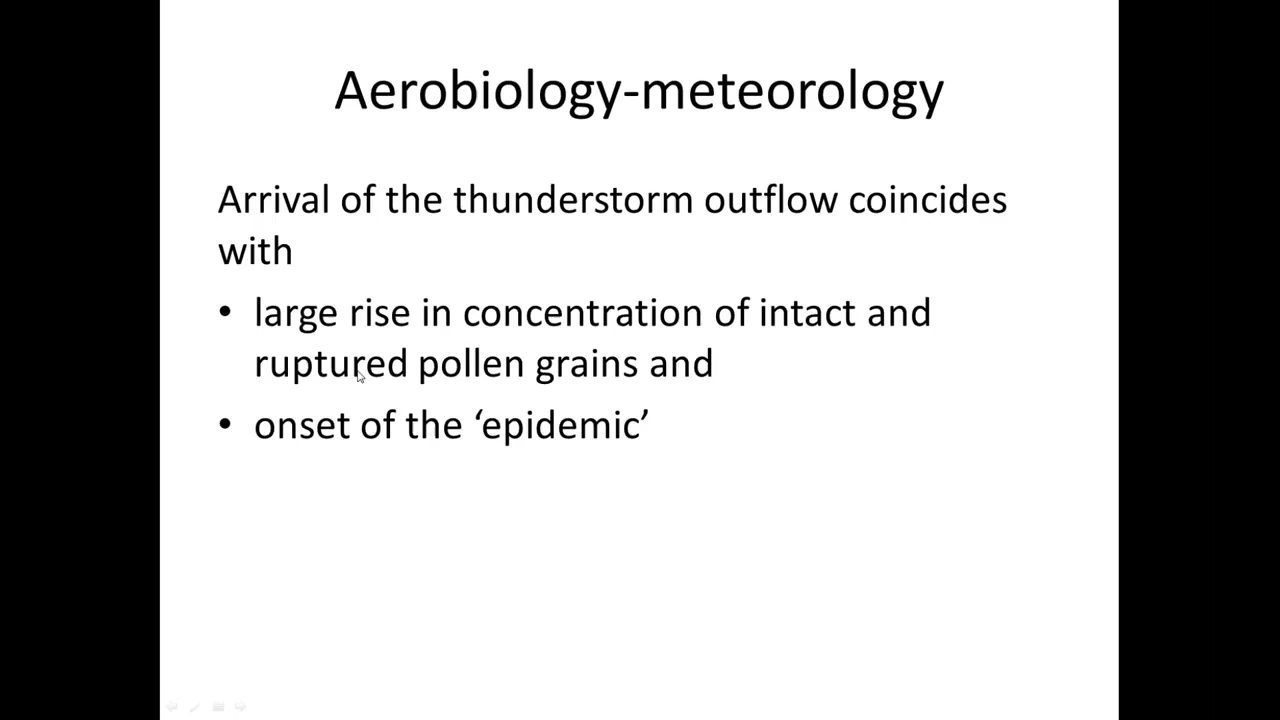 Aerobiology-meteorology
Arrival of the thunderstorm outflow coincides
with
• large rise in concentration of intact and
ruptured pollen grains and
• onset of the ‘epidemic’